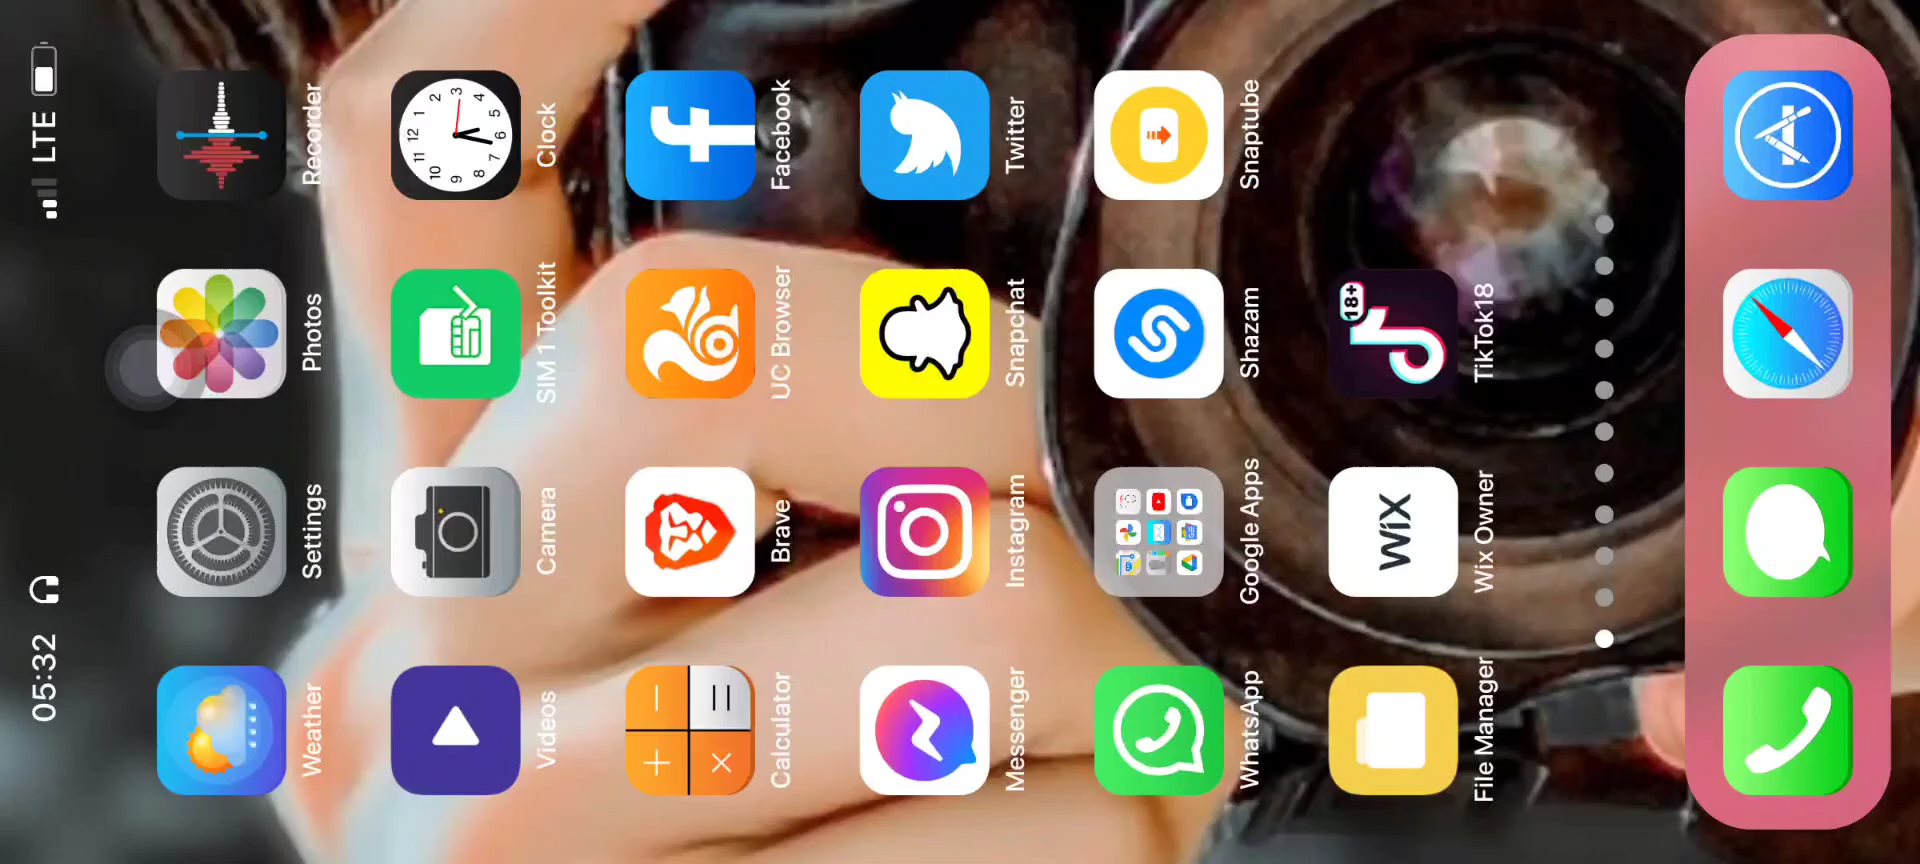 05:32 LTE
Weather Settings Photos Recorder
Videos Camera SIM 1 Toolkit Clock
Calculator Brave UC Browser Facebook
Messenger Instagram Snapchat Twitter
WhatsApp Google Apps Shazam Snaptube
WiX
18+
File Manager Wix Owner TikTok18